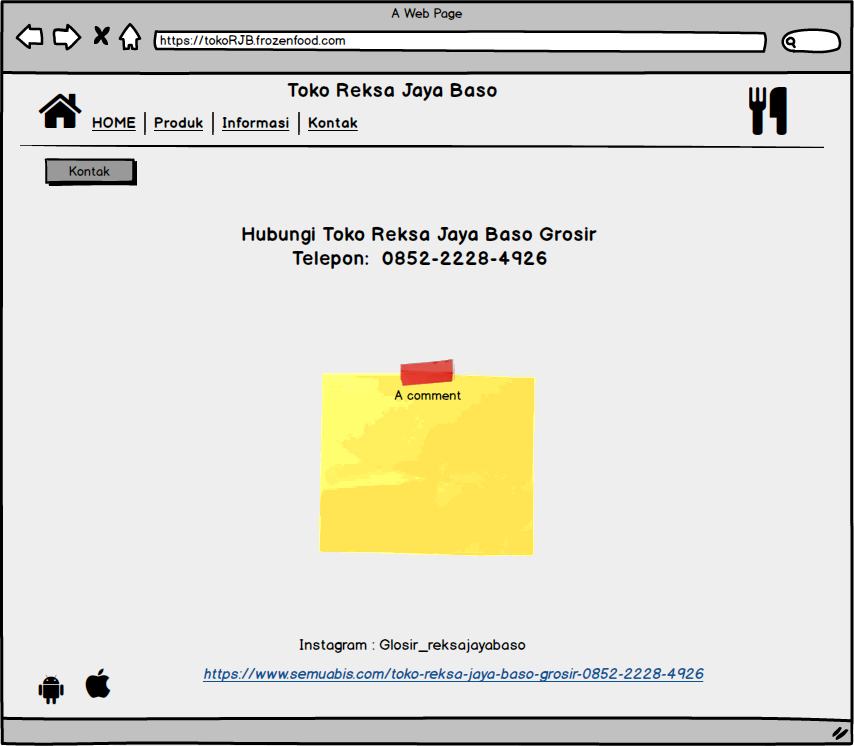 A Web Page
https://tokoRJB.frozenfood.com
Toko Reksa Jaya Baso
HOME Produk Informasi Kontak
Kontak
Hubungi Toko Reksa Jaya Baso Grosir
Telepon: 0852-2228-4926
A comment
Instagram : Glosir_reksajayabaso
https://www.semuabis.com/toko-reksa-jaya-baso-grosir-0852-2228-4926